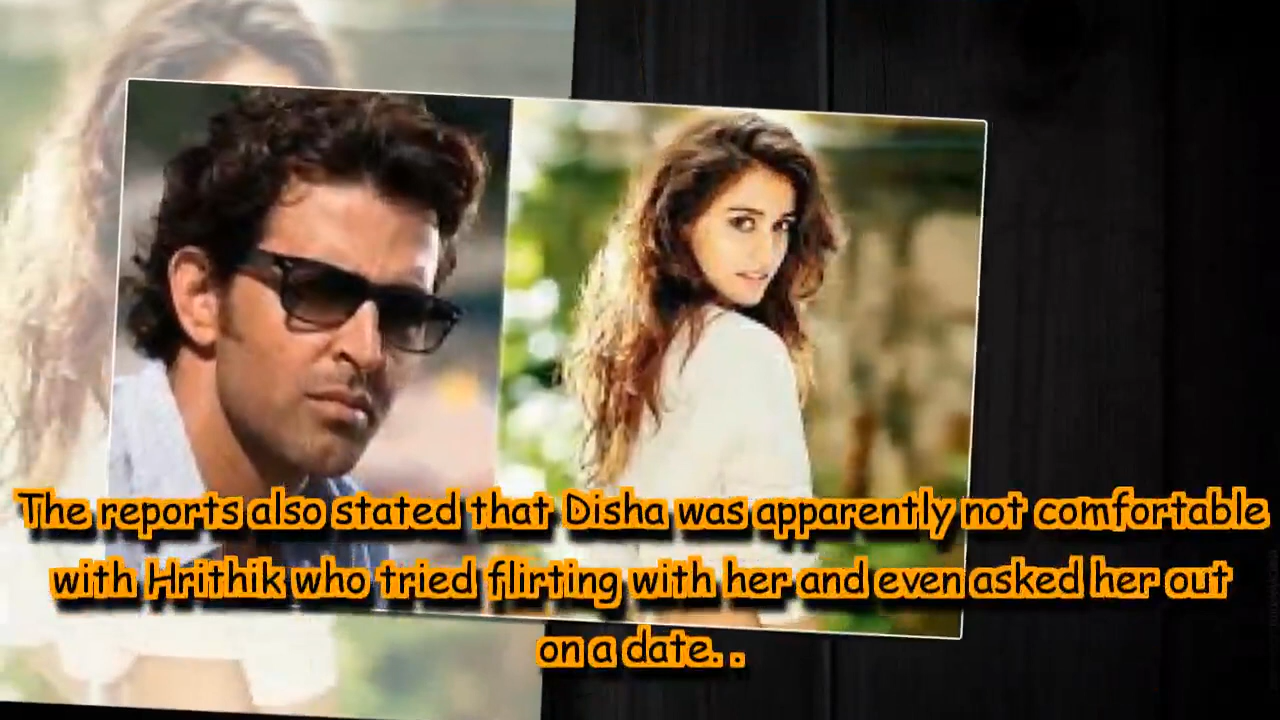 The reports also stated that Disha was apparently not comfortable
with Hrithik who tried flirting with her and even asked her out
on a date. .